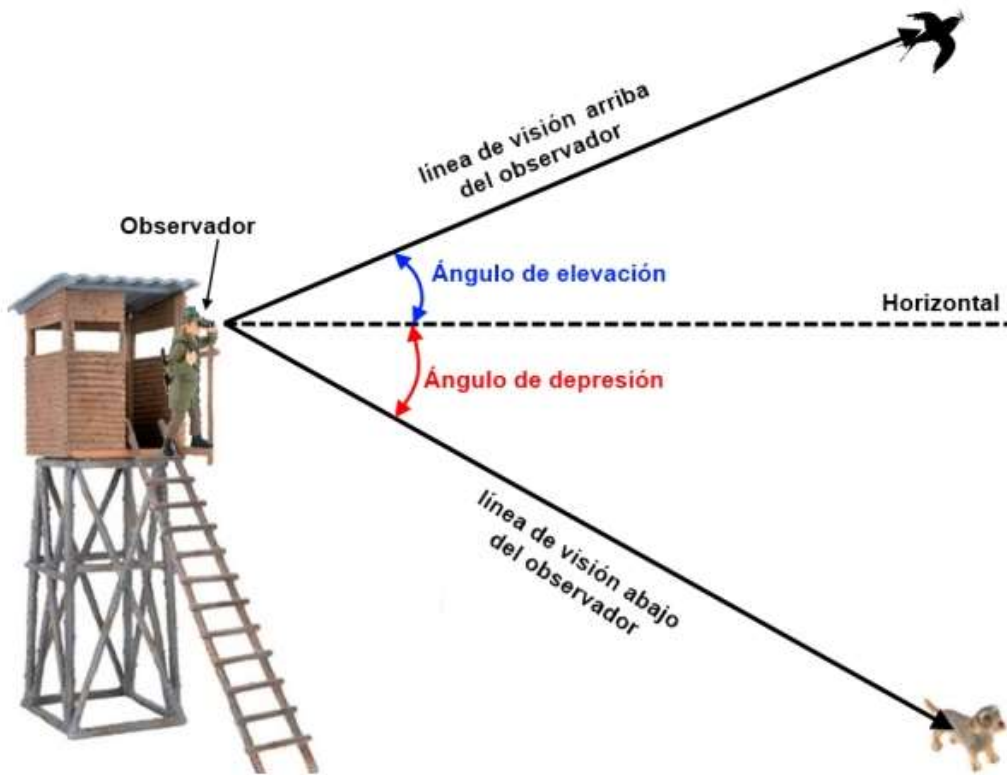 línea de visión arriba
del observador
Observador
Ángulo de elevación
Horizontal
Ángulo de depresión
línea de visión abajo
del observador